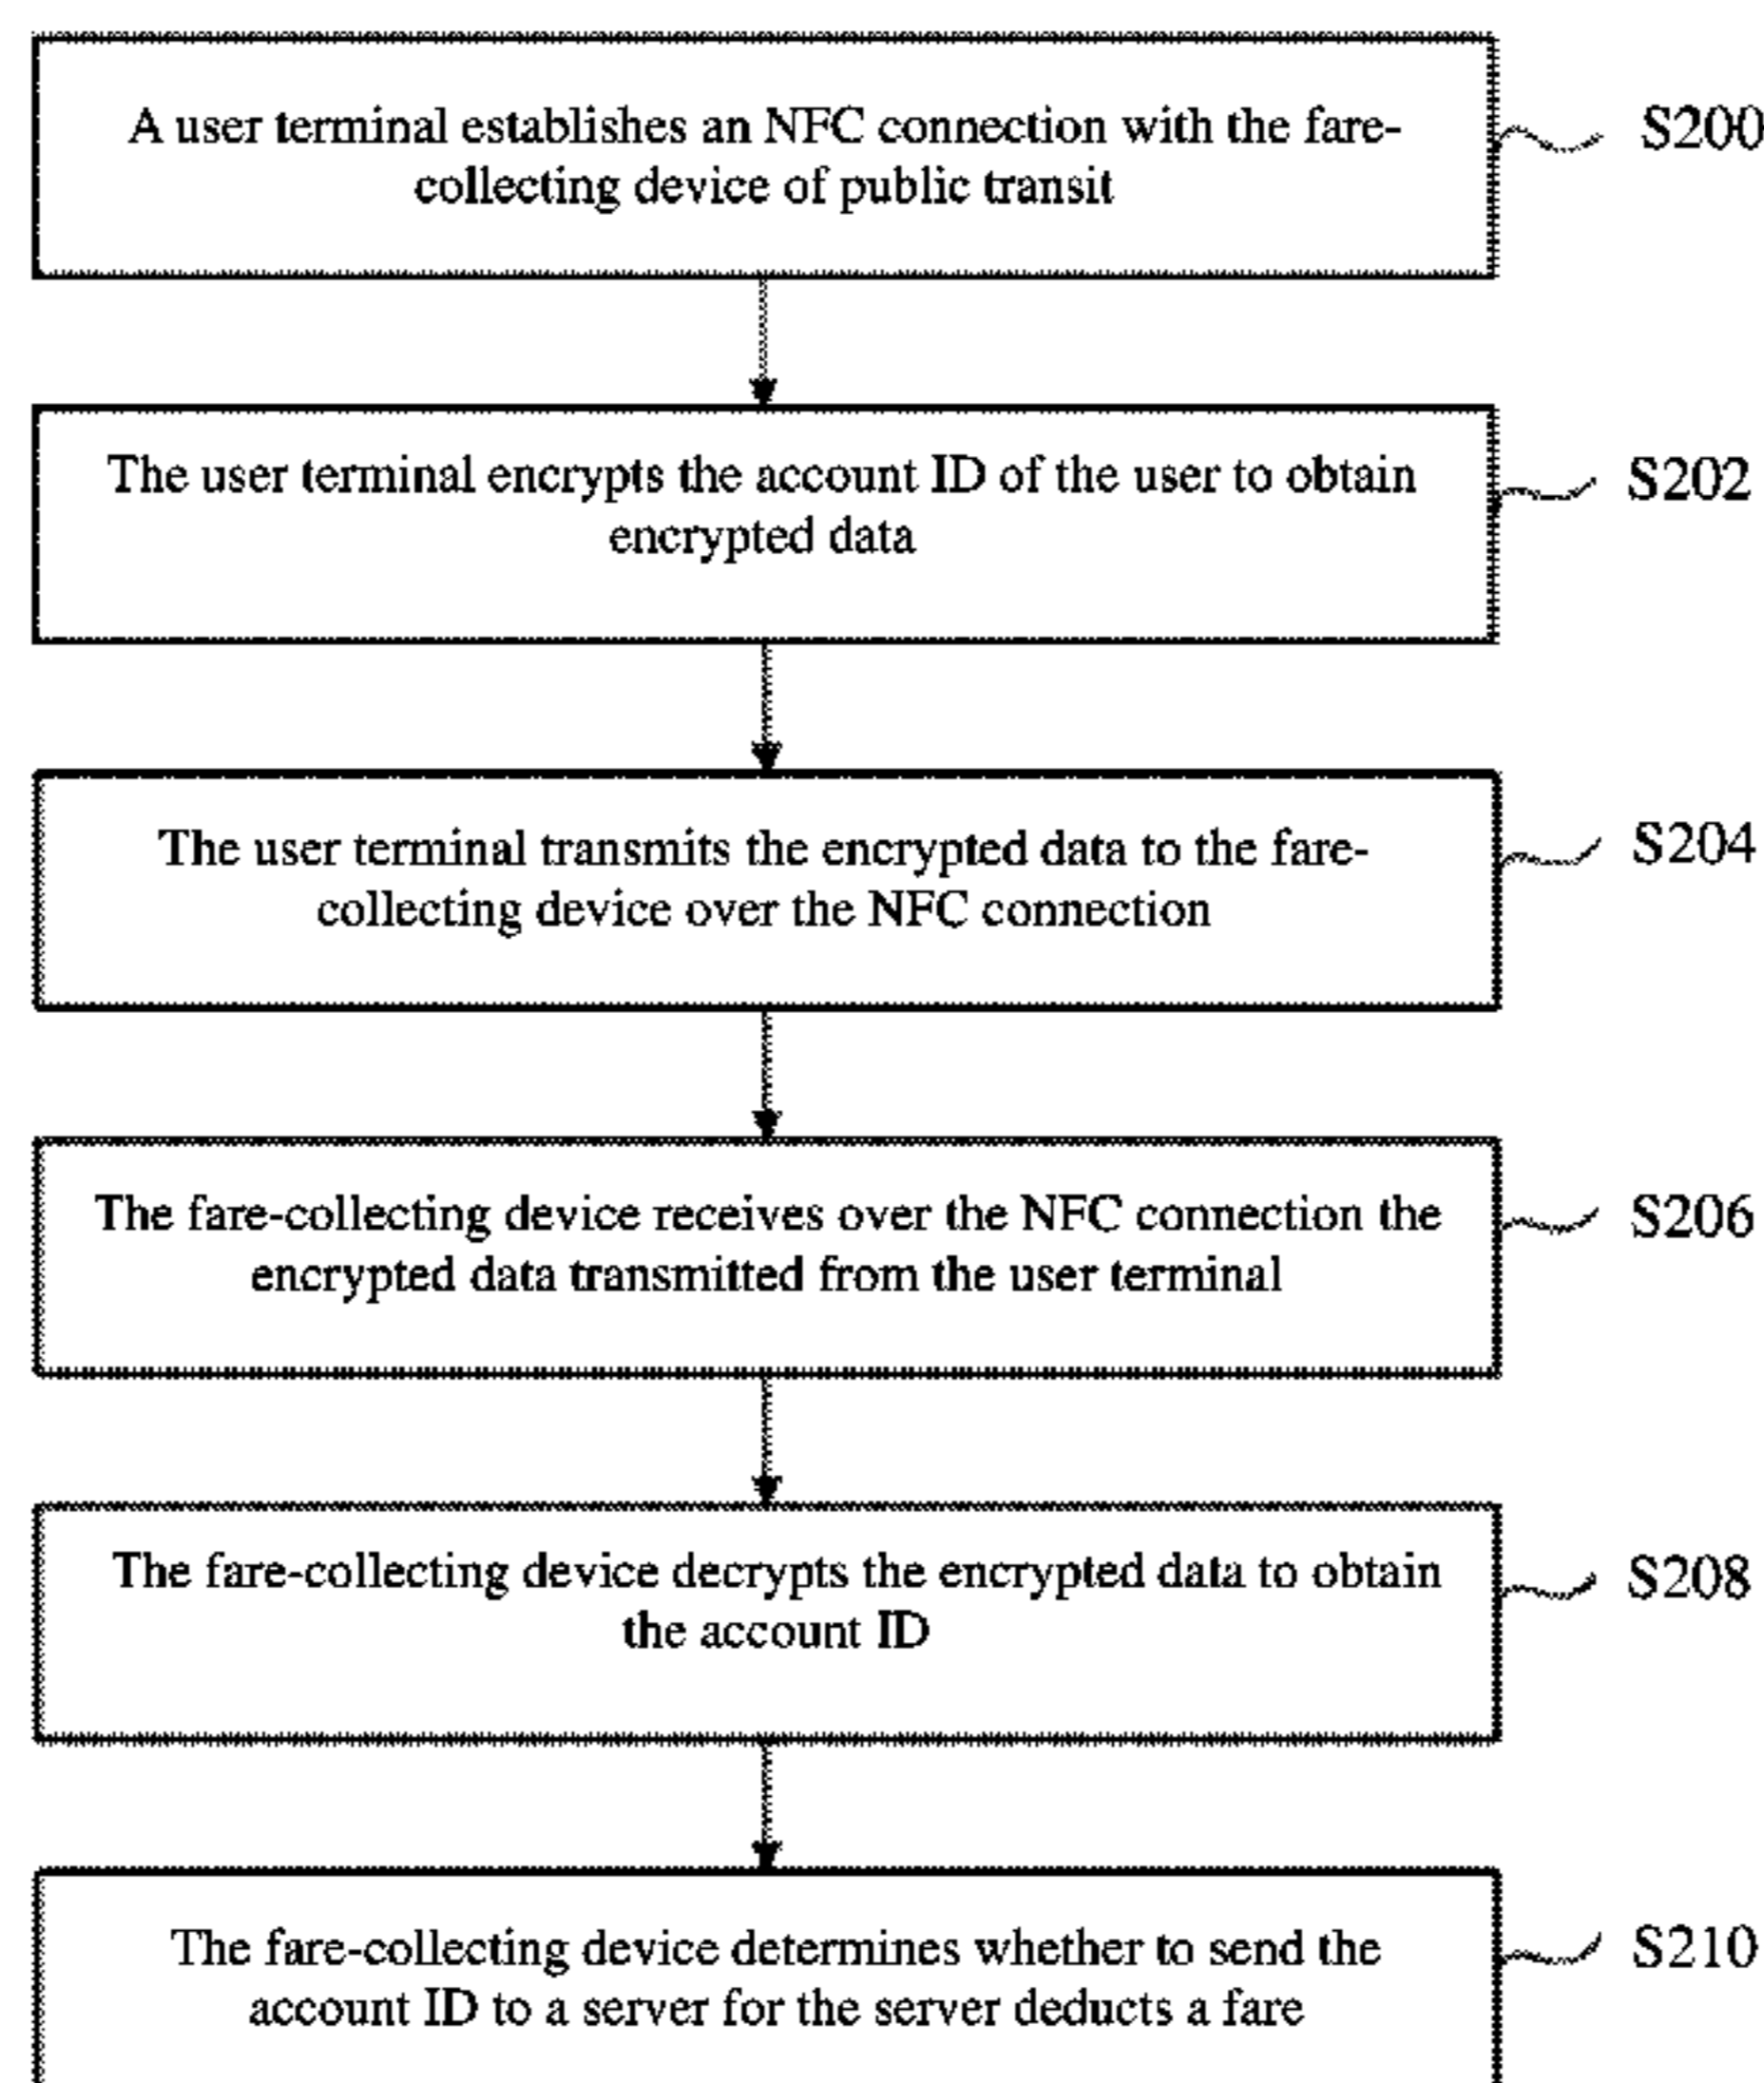 A user terminal establishes an NFC connection with the fare-
collecting device of public transit
S200
The user terminal encrypts the account ID of the user to obtain
encrypted data
S202
The user terminal transmits the encrypted data to the fare-
collecting device over the NFC connection
S204
The fare-collecting device receives over the NFC connection the
encrypted data transmitted from the user terminal
S206
The fare-collecting device decrypts the encrypted data to obtain
the account ID
S208
The fare-collecting device determines whether to send the
account ID to a server for the server deducts a fare
S210